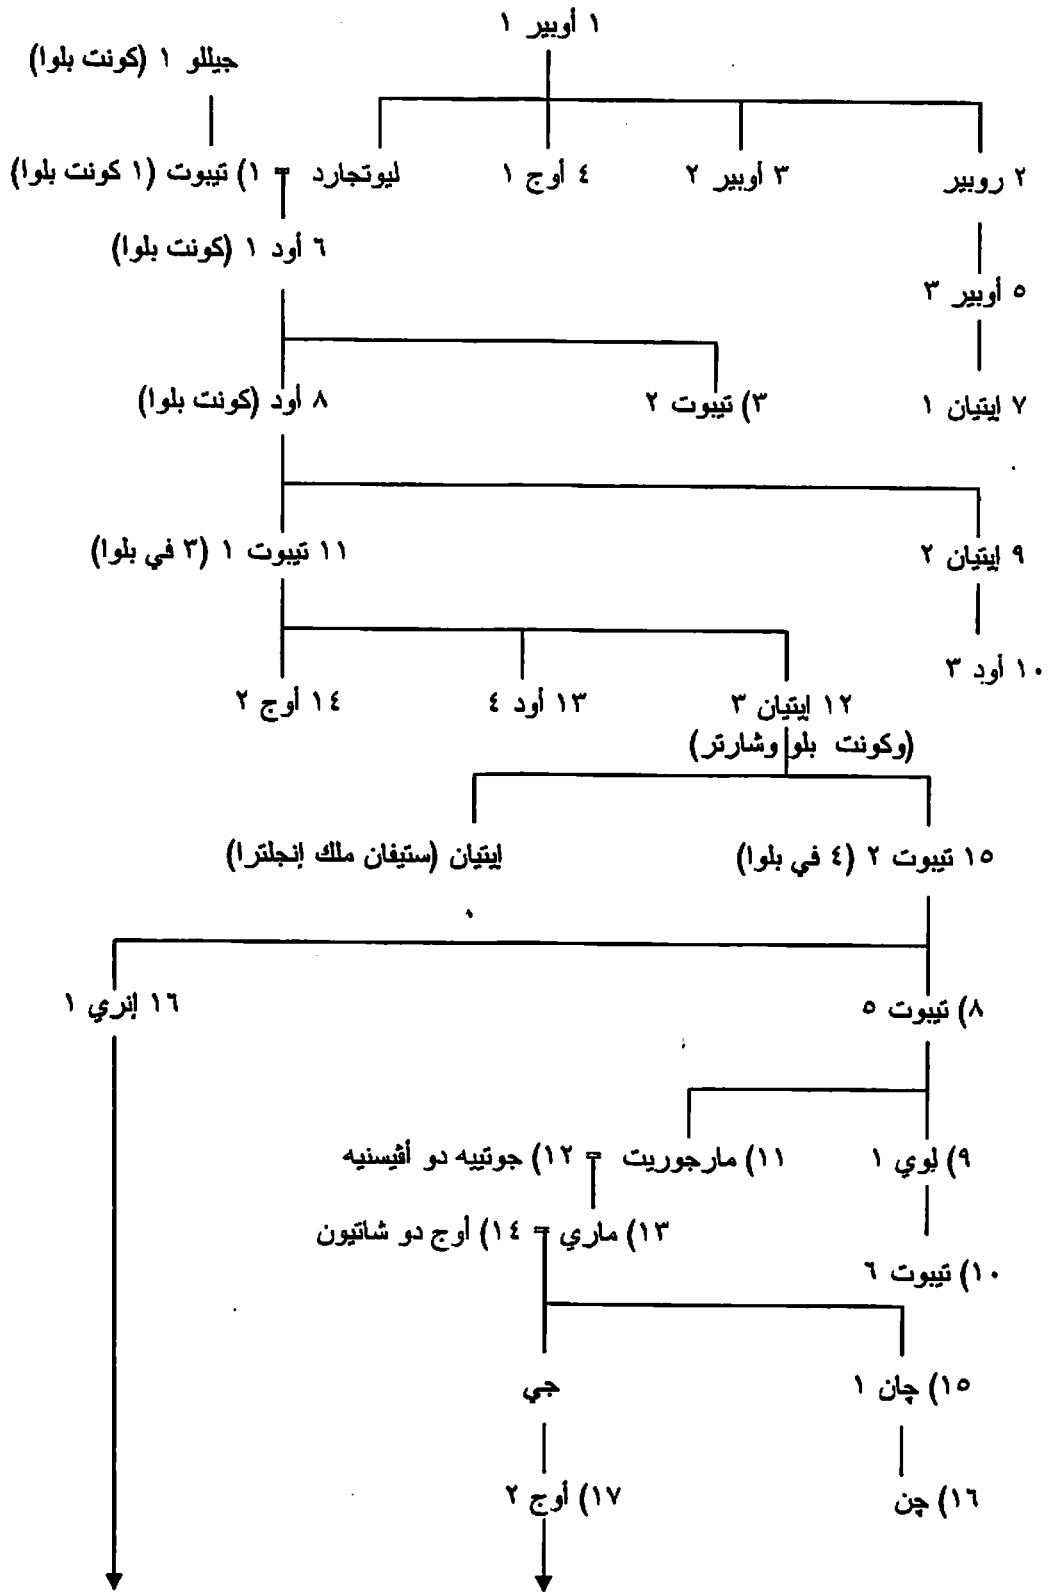 ١ أوبير ١
جيللو ١ (كونت بلوا)
٢ روبير
٣ أوبير ٢
٤ أوج ١
ليوتجارد = ١) تيبوت (١ كونت بلوا)
٦ أود ١ (كونت بلوا)
٥ أوبير ٣
٧ إيتيان ١
٣) تيبوت ٢
٨ أود (كونت بلوا)
٩ إيتيان ٢
١١ تيبوت ١ (٣ في بلوا)
١٠ أود ٣
١٢ إيتيان ٣
(وكونت بلو وشارتر)
١٣ أود ٤
١٤ أوج ٢
١٥ تيبوت ٢ (٤ في بلوا)
إيتيان (ستيفان ملك إنجلترا)
٨) تيبوت ٥
١٦ إنري ١
٩) لوي ١
١١) مارجوريت = ١٢) جوتييه دو أڤيسنيه
١٣) ماري = ١٤) أوج دو شاتيون
١٠) تيبوت ٦
١٥) چان ١
جي
١٦) چن
١٧) أوج ٢